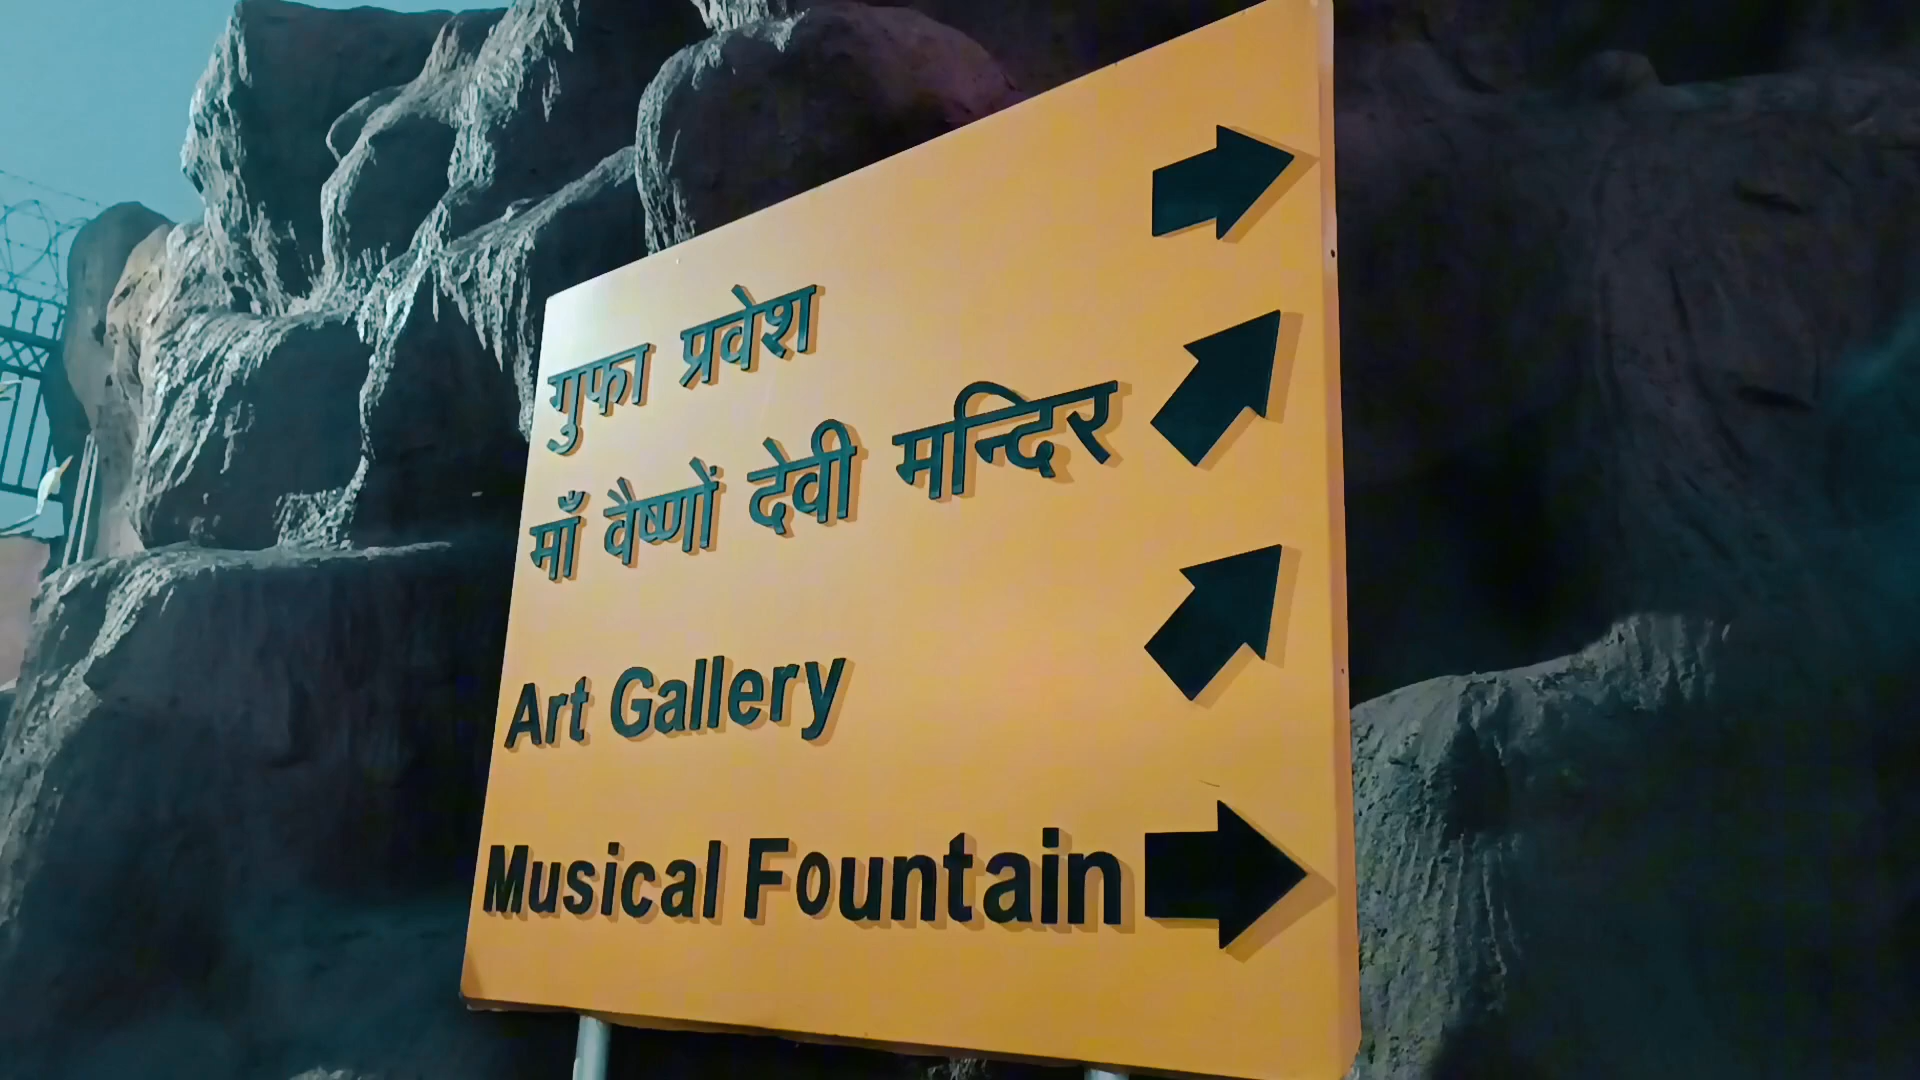 गुफा प्रवेश
माँ वैष्णों देवी मन्दिर
Art Gallery
Musical Fountain